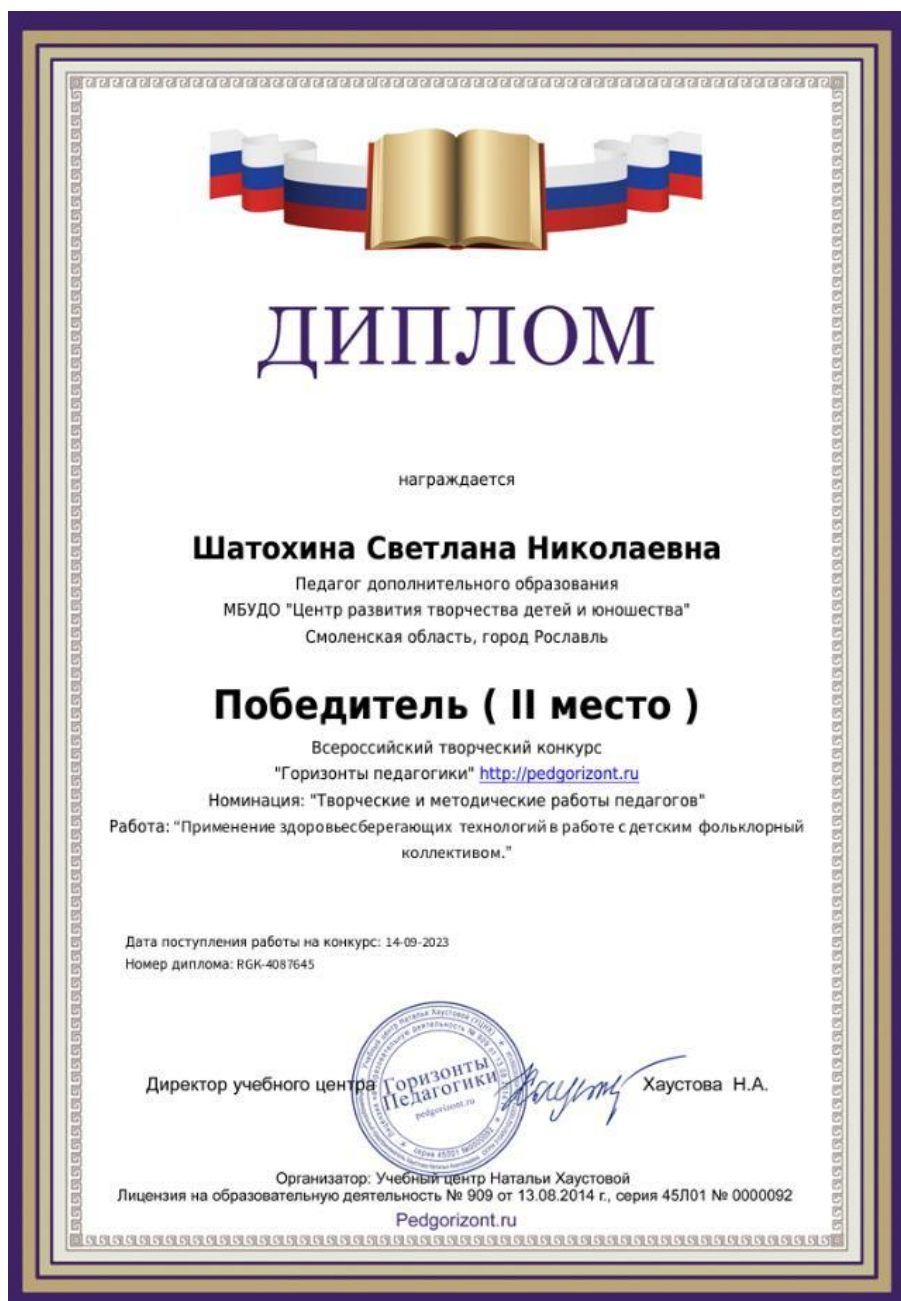 ДИПЛОМ
награждается
Шатохина Светлана Николаевна
Педагог дополнительного образования
МБУДО "Центр развития творчества детей и юношества"
Смоленская область, город Рославль
Победитель ( II место )
Всероссийский творческий конкурс
"Горизонты педагогики" http://pedgorizont.ru
Номинация: "Творческие и методические работы педагогов"
Работа: “Применение здоровьесберегающих технологий в работе с детским фольклорный
коллективом.”
Дата поступления работы на конкурс: 14-09-2023
Номер диплома: RGK-4087645
Горизонты
Педагогики
pedgorizont.ru
Директор учебного центра Хаустова Н.А.
Организатор: Учебный центр Натальи Хаустовой
Лицензия на образовательную деятельность № 909 от 13.08.2014 г., серия 45Л01 № 0000092
Pedgorizont.ru